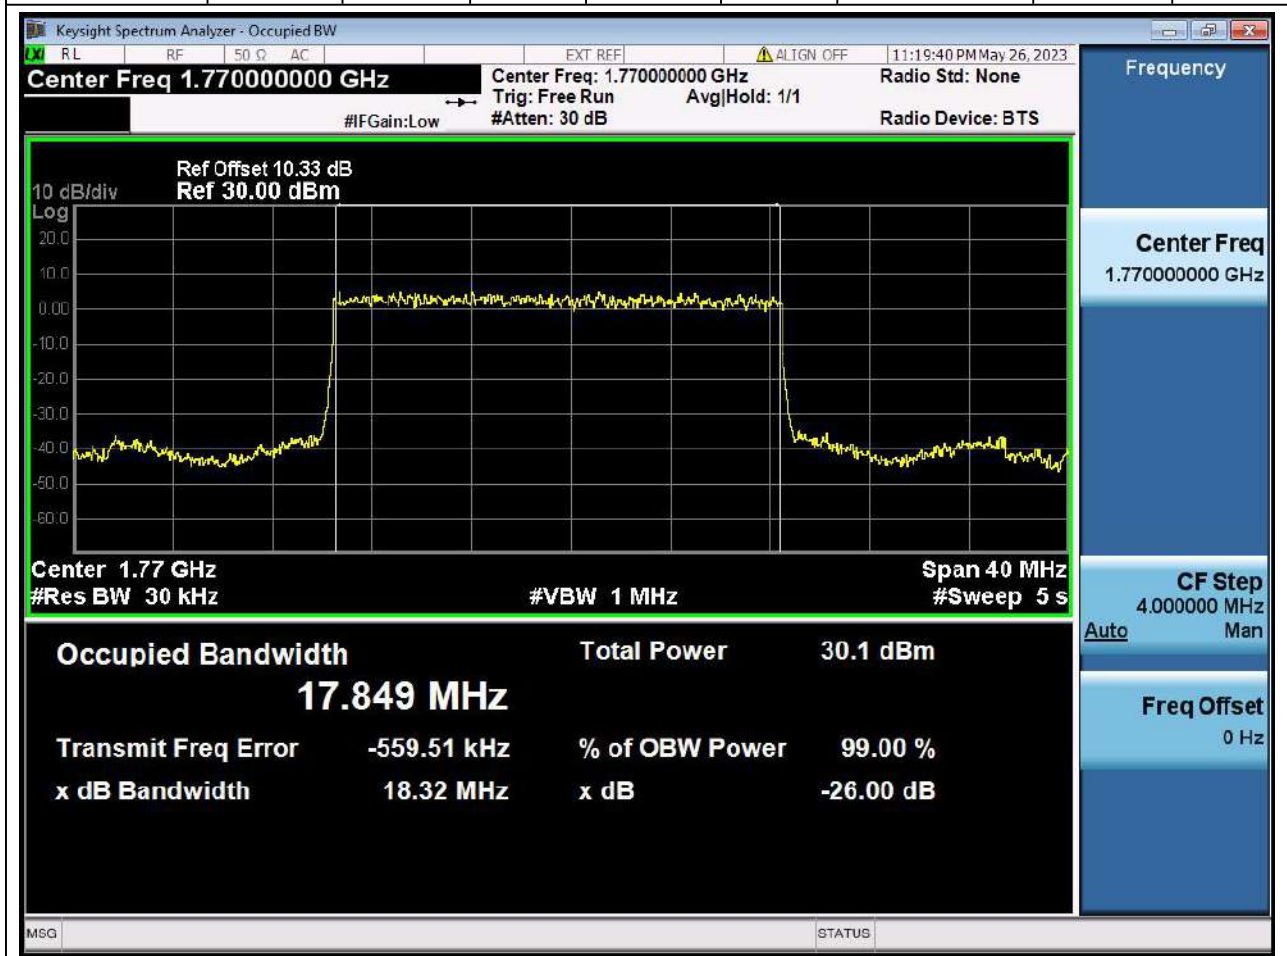 Keysight Spectrum Analyzer - Occupied BW
LXI RL RF 50 Ω AC EXT REF ALIGN OFF 11:19:40 PM May 26, 2023
Center Freq 1.770000000 GHz
Center Freq: 1.770000000 GHz
Radio Std: None
Trig: Free Run Avg|Hold: 1/1
#IFGain:Low
#Atten: 30 dB
Radio Device: BTS
Ref Offset 10.33 dB
10 dB/div Ref 30.00 dBm
Log
20.0
10.0
0.00
-10.0
-20.0
-30.0
-40.0
-50.0
-60.0
Center 1.77 GHz Span 40 MHz
#Res BW 30 kHz #VBW 1 MHz #Sweep 5 s
Occupied Bandwidth Total Power 30.1 dBm
17.849 MHz
Transmit Freq Error -559.51 kHz % of OBW Power 99.00 %
x dB Bandwidth 18.32 MHz x dB -26.00 dB
MSG STATUS
Frequency
Center Freq
1.770000000 GHz
CF Step
4.000000 MHz
Auto Man
Freq Offset
0 Hz